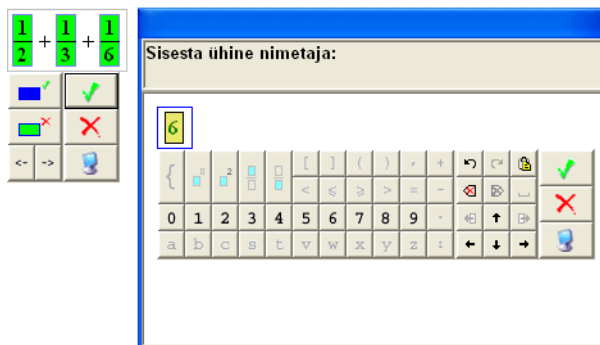 1/2 + 1/3 + 1/6
<- ->
Sisesta ühine nimetaja:
6
{ [ ] ( ) , +
< ≤ ≥ > = -
0 1 2 3 4 5 6 7 8 9 ·
a b c s t v w x y z :